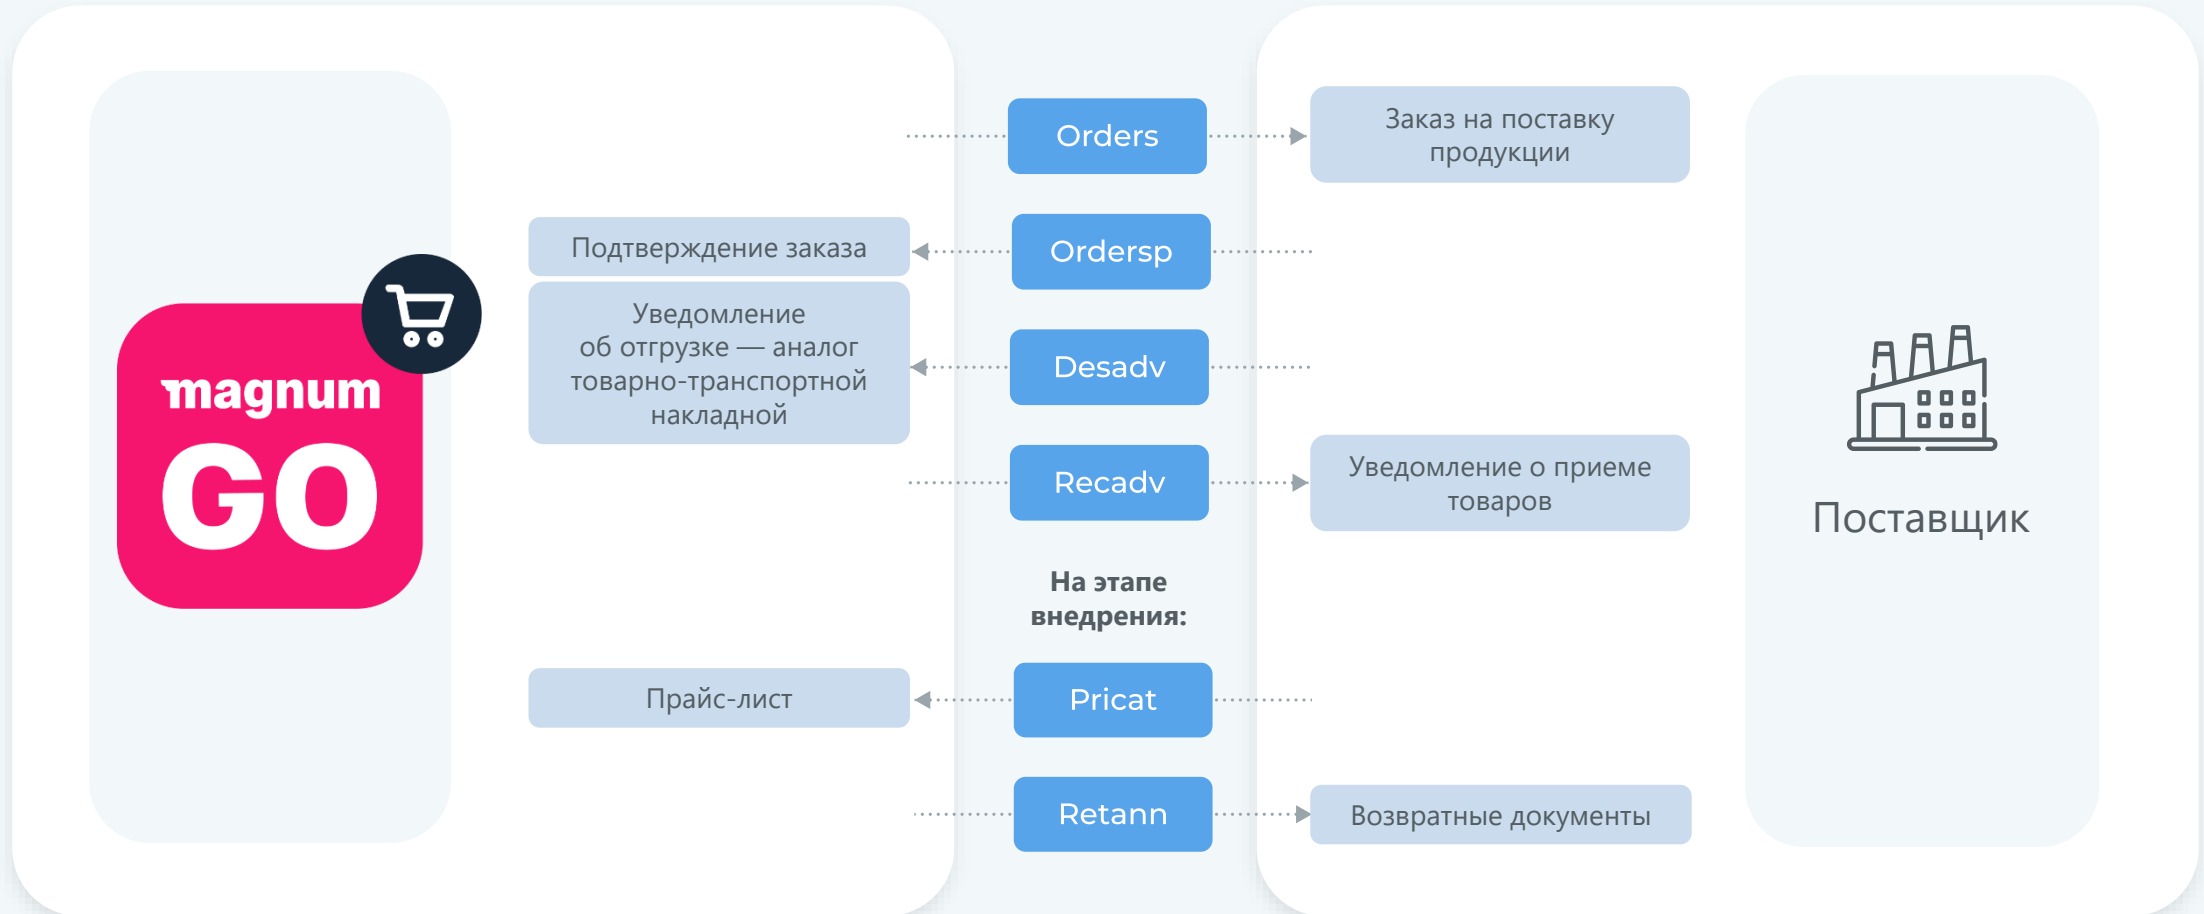 magnum
GO
Orders
Заказ на поставку
продукции
Подтверждение заказа
Ordersp
Уведомление
об отгрузке — аналог
товарно-транспортной
накладной
Desadv
Recadv
Уведомление о приеме
товаров
Поставщик
На этапе
внедрения:
Прайс-лист
Pricat
Retann
Возвратные документы